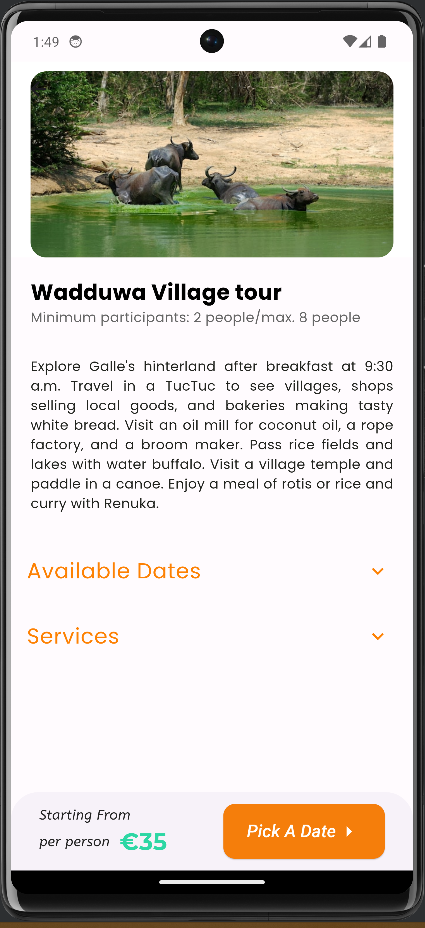 1:49
Wadduwa Village tour
Minimum participants: 2 people/max. 8 people
Explore Galle's hinterland after breakfast at 9:30
a.m. Travel in a TucTuc to see villages, shops
selling local goods, and bakeries making tasty
white bread. Visit an oil mill for coconut oil, a rope
factory, and a broom maker. Pass rice fields and
lakes with water buffalo. Visit a village temple and
paddle in a canoe. Enjoy a meal of rotis or rice and
curry with Renuka.
Available Dates
Services
Starting From
per person €35
Pick A Date